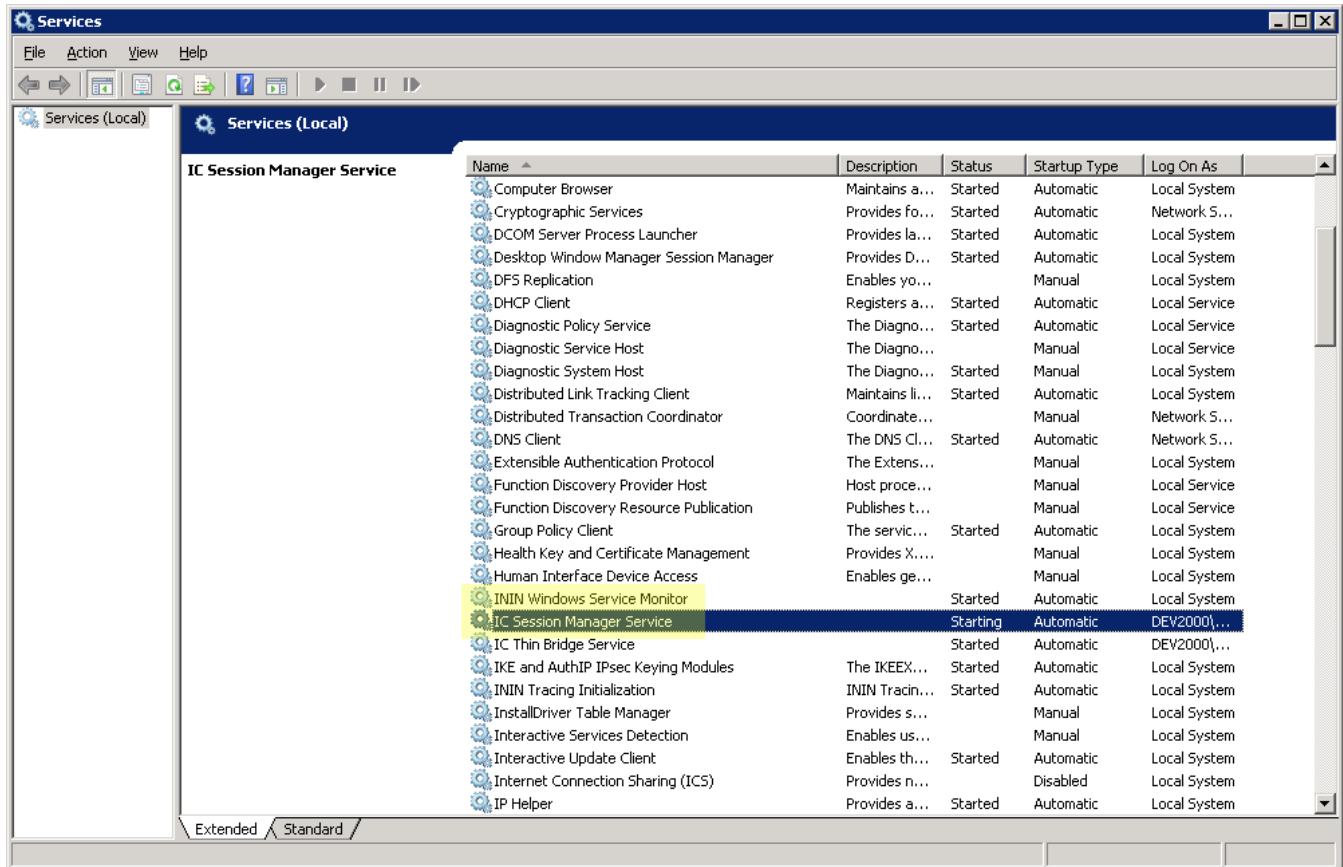 Services
File Action View Help
Services (Local)
Services (Local)
IC Session Manager Service
Name Description Status Startup Type Log On As
Computer Browser Maintains a... Started Automatic Local System
Cryptographic Services Provides fo... Started Automatic Network S...
DCOM Server Process Launcher Provides la... Started Automatic Local System
Desktop Window Manager Session Manager Provides D... Started Automatic Local System
DFS Replication Enables yo... Manual Local System
DHCP Client Registers a... Started Automatic Local Service
Diagnostic Policy Service The Diagno... Started Automatic Local Service
Diagnostic Service Host The Diagno... Manual Local Service
Diagnostic System Host The Diagno... Started Manual Local System
Distributed Link Tracking Client Maintains li... Started Automatic Local System
Distributed Transaction Coordinator Coordinate... Manual Network S...
DNS Client The DNS Cl... Started Automatic Network S...
Extensible Authentication Protocol The Extens... Manual Local System
Function Discovery Provider Host Host proce... Manual Local Service
Function Discovery Resource Publication Publishes t... Manual Local Service
Group Policy Client The servic... Started Automatic Local System
Health Key and Certificate Management Provides X.... Manual Local System
Human Interface Device Access Enables ge... Manual Local System
ININ Windows Service Monitor Started Automatic Local System
IC Session Manager Service Starting Automatic DEV2000\...
IC Thin Bridge Service Started Automatic DEV2000\...
IKE and AuthIP IPsec Keying Modules The IKEEX... Started Automatic Local System
ININ Tracing Initialization ININ Tracin... Started Automatic Local System
InstallDriver Table Manager Provides s... Manual Local System
Interactive Services Detection Enables us... Manual Local System
Interactive Update Client Enables th... Started Automatic Local System
Internet Connection Sharing (ICS) Provides n... Disabled Local System
IP Helper Provides a... Started Automatic Local System
Extended Standard